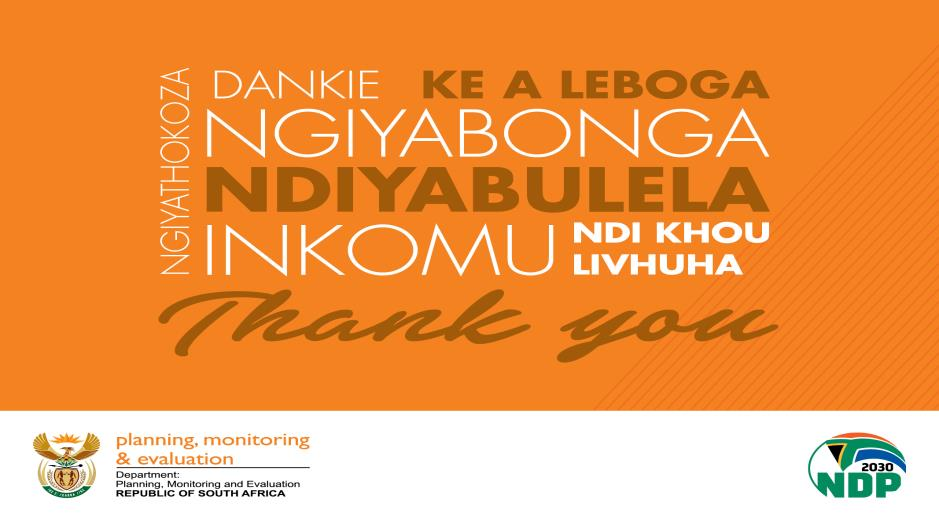 NGIYATHOKOZA
DANKIE KE A LEBOGA
NGIYABONGA
NDIYABULELA
INKOMU
NDI KHOU
LIVHUHA
Thank you
planning, monitoring
& evaluation
Department:
Planning, Monitoring and Evaluation
REPUBLIC OF SOUTH AFRICA
2030
NDP